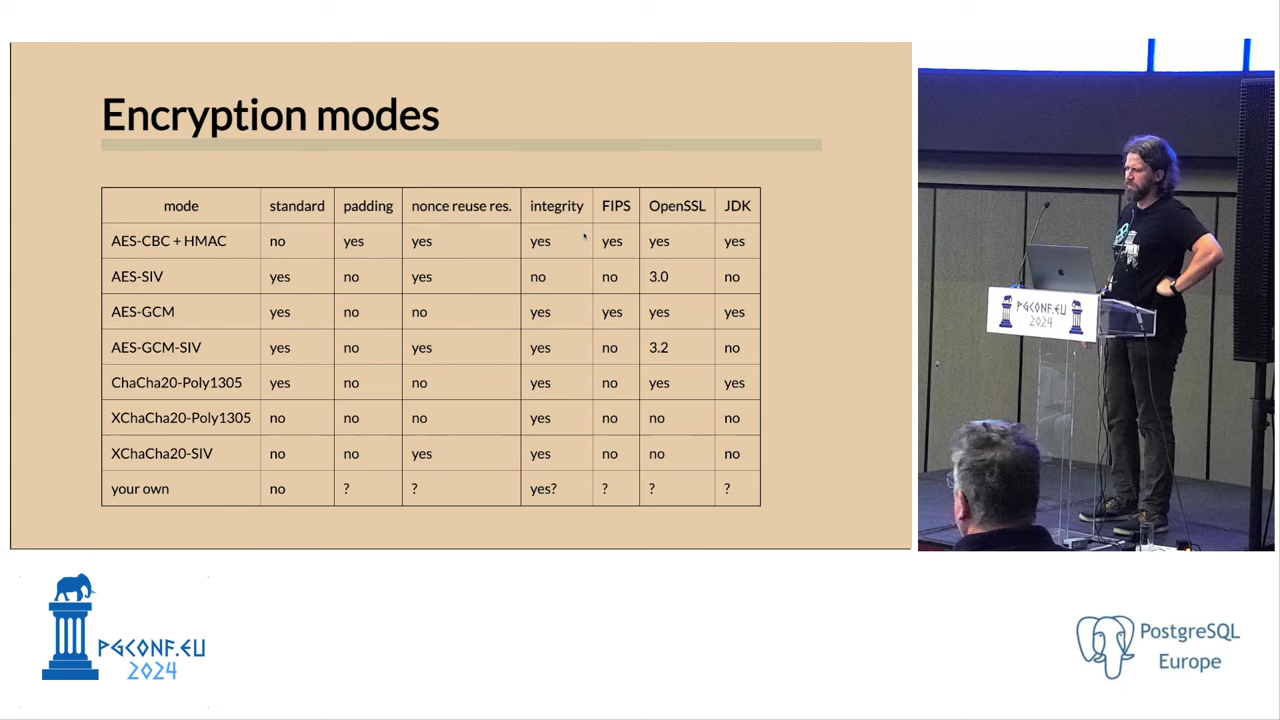 Encryption modes
mode standard padding nonce reuse res. integrity FIPS OpenSSL JDK
AES-CBC + HMAC no yes yes yes yes yes yes
AES-SIV yes no yes no no 3.0 no
AES-GCM yes no no yes yes yes yes
AES-GCM-SIV yes no yes yes no 3.2 no
ChaCha20-Poly1305 yes no no yes no yes yes
XChaCha20-Poly1305 no no no yes no no no
XChaCha20-SIV no no yes yes no no no
your own no ? ? yes? ? ? ?
PGCONF.EU
2024
PGCONF.EU
2024
PostgreSQL
Europe